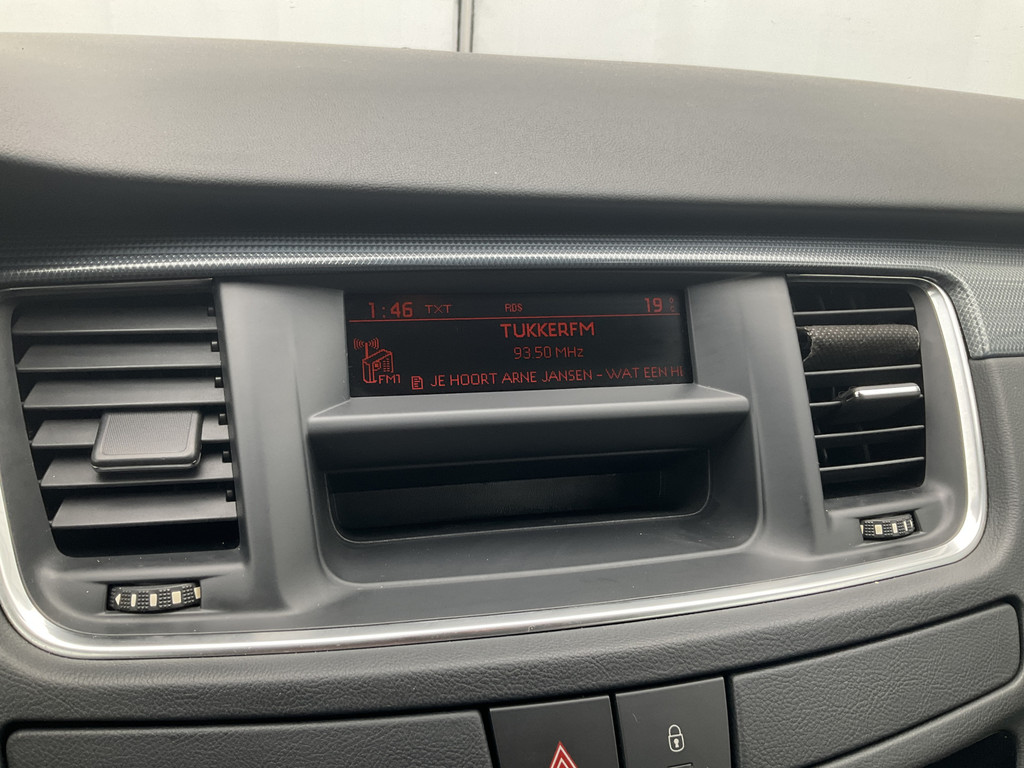 1:46 TXT RDS 19 °C
TUKKERFM
93.50 MHz
FM1
JE HOORT ARNE JANSEN - WAT EEN